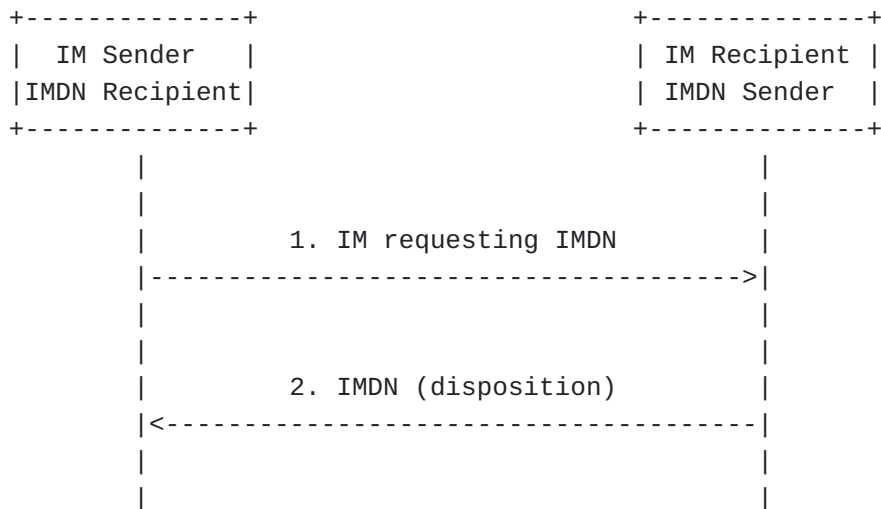 IM Sender IM Recipient
IMDN Recipient IMDN Sender
1. IM requesting IMDN
2. IMDN (disposition)